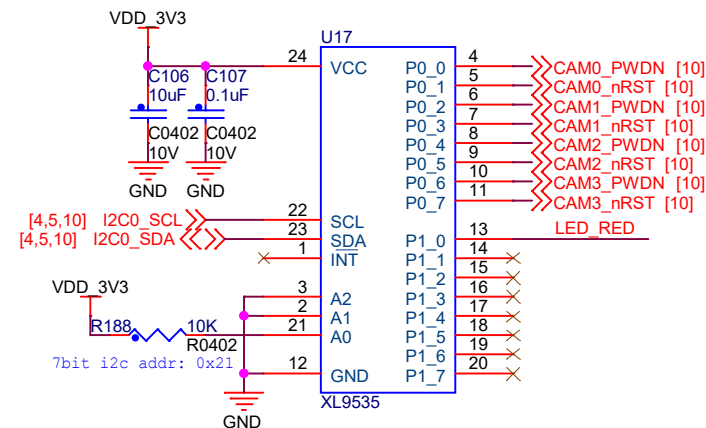 VDD_3V3
U17
24 VCC P0_0 4 CAM0_PWDN [10]
C106 C107 P0_1 5 CAM0_nRST [10]
10uF 0.1uF P0_2 6 CAM1_PWDN [10]
P0_3 7 CAM1_nRST [10]
C0402 C0402 P0_4 8 CAM2_PWDN [10]
10V 10V P0_5 9 CAM2_nRST [10]
P0_6 10 CAM3_PWDN [10]
GND GND P0_7 11 CAM3_nRST [10]
[4,5,10] I2C0_SCL 22 SCL
[4,5,10] I2C0_SDA 23 SDA P1_0 13 LED_RED
1 INT P1_1 14
P1_2 15
VDD_3V3 3 A2 P1_3 16
2 A1 P1_4 17
R188 10K 21 A0 P1_5 18
R0402
7bit i2c addr: 0x21 P1_6 19
12 GND P1_7 20
XL9535
GND